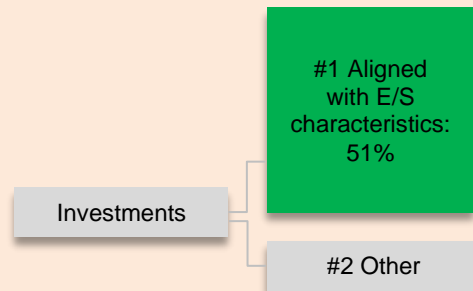 #1 Aligned
with E/S
characteristics:
51%
Investments
#2 Other